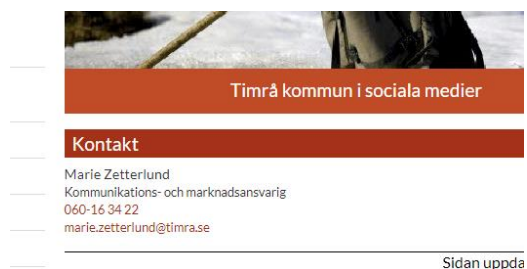 Timrå kommun i sociala medier
Kontakt
Marie Zetterlund
Kommunikations- och marknadsansvarig
060-16 34 22
marie.zetterlund@timra.se
Sidan